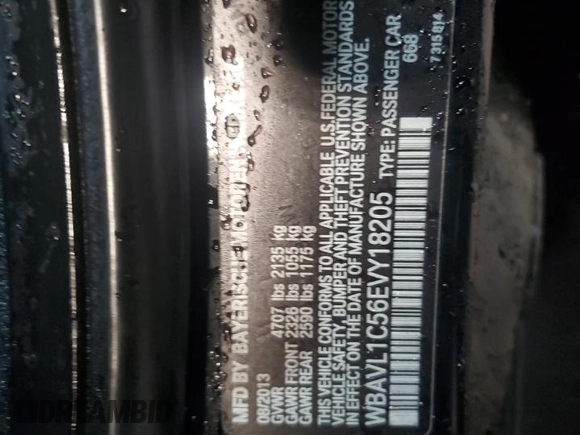 MFD BY BAYERISCHE MOTOREN
08/2013
GVWR 4707 lbs 2135 kg
GAWR FRONT 2326 lbs 1055 kg
GAWR REAR 2590 lbs 1175 kg
THIS VEHICLE CONFORMS TO ALL APPLICABLE U.S. FEDERAL MOTOR
VEHICLE SAFETY, BUMPER AND THEFT PREVENTION STANDARDS
IN EFFECT ON THE DATE OF MANUFACTURE SHOWN ABOVE.
WBAVL1C56EVY18205 TYPE: PASSENGER CAR
668
7 315 814
DREAMBID